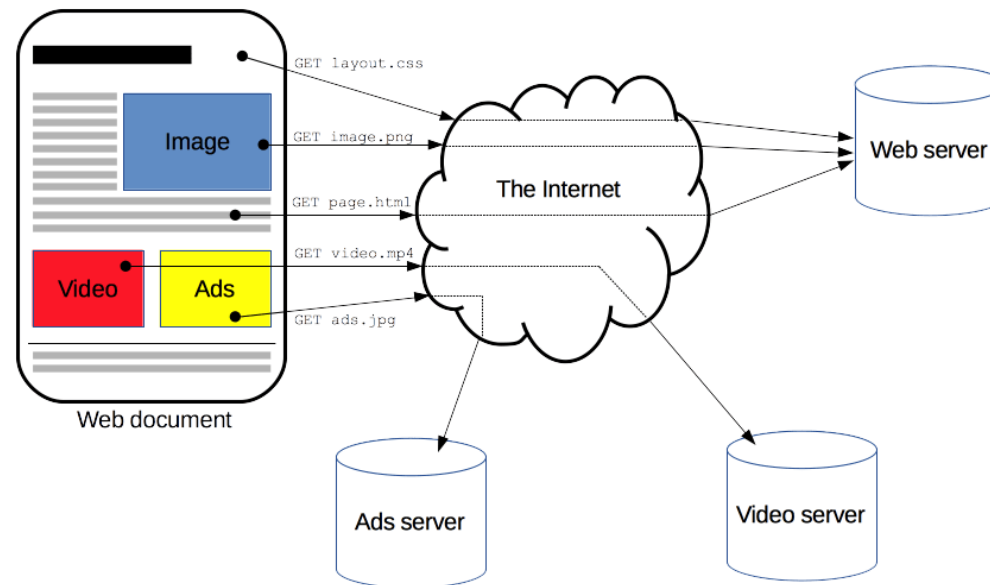 GET layout.css
GET image.png
Image
Web server
The Internet
GET page.html
GET video.mp4
Video
Ads
GET ads.jpg
Web document
Ads server
Video server